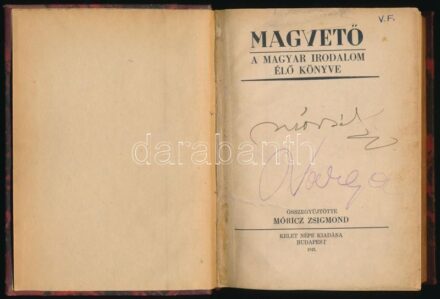 V.F.
MAGVETŐ
A MAGYAR IRODALOM
ÉLŐ KÖNYVE
darabanth
ÖSSZEGYŰJTÖTTE
MÓRICZ ZSIGMOND
KELET NÉPE KIADÁSA
BUDAPEST